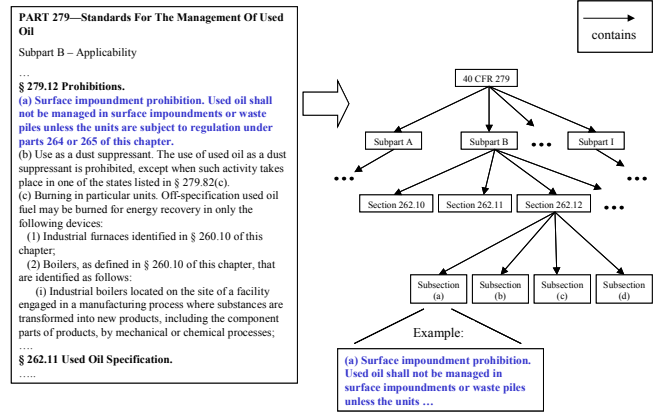 PART 279—Standards For The Management Of Used
Oil
Subpart B – Applicability
…
§ 279.12 Prohibitions.
(a) Surface impoundment prohibition. Used oil shall
not be managed in surface impoundments or waste
piles unless the units are subject to regulation under
parts 264 or 265 of this chapter.
(b) Use as a dust suppressant. The use of used oil as a dust
suppressant is prohibited, except when such activity takes
place in one of the states listed in § 279.82(c).
(c) Burning in particular units. Off-specification used oil
fuel may be burned for energy recovery in only the
following devices:
(1) Industrial furnaces identified in § 260.10 of this
chapter;
(2) Boilers, as defined in § 260.10 of this chapter, that
are identified as follows:
(i) Industrial boilers located on the site of a facility
engaged in a manufacturing process where substances are
transformed into new products, including the component
parts of products, by mechanical or chemical processes;
….
§ 262.11 Used Oil Specification.
…..
contains
40 CFR 279
Subpart A Subpart B ••• Subpart I
••• •••
Section 262.10 Section 262.11 Section 262.12 •••
Subsection Subsection Subsection Subsection
(a) (b) (c) (d)
Example:
(a) Surface impoundment prohibition.
Used oil shall not be managed in
surface impoundments or waste piles
unless the units …